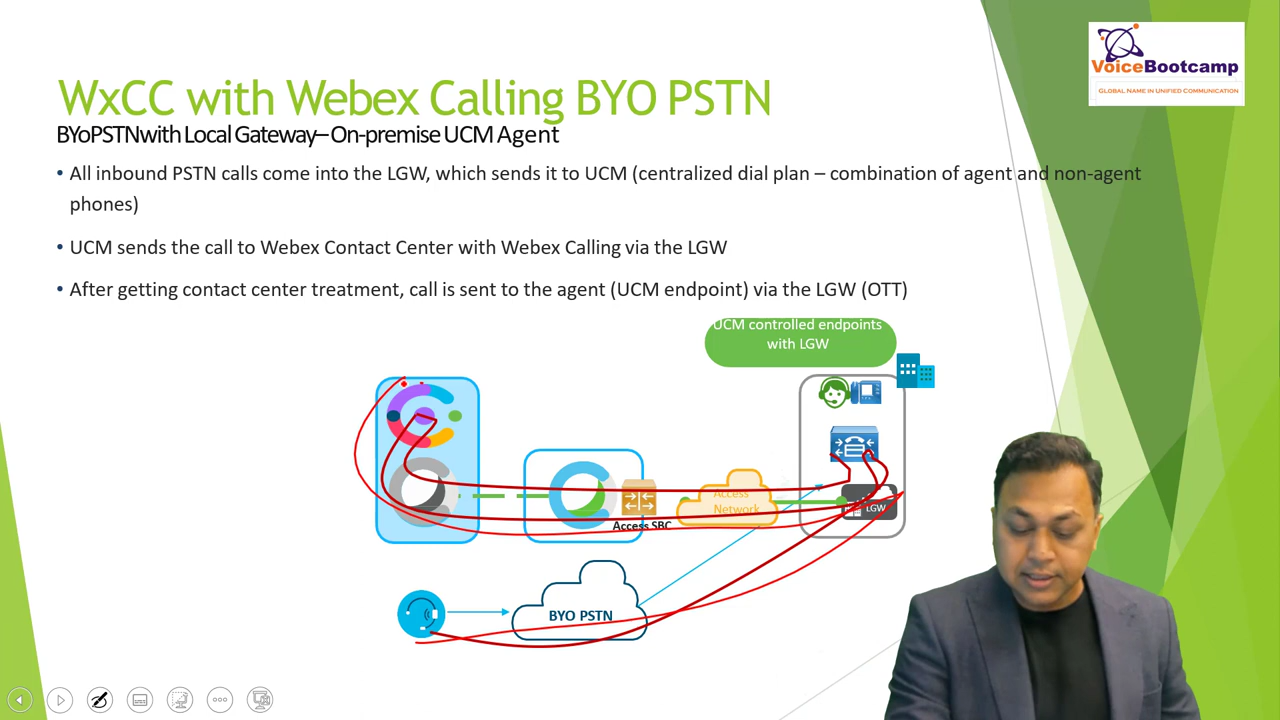 VoiceBootcamp
GLOBAL NAME IN UNIFIED COMMUNICATION
WxCC with Webex Calling BYO PSTN
BYoPSTNwith Local Gateway–On-premise UCM Agent
• All inbound PSTN calls come into the LGW, which sends it to UCM (centralized dial plan – combination of agent and non-agent
phones)
• UCM sends the call to Webex Contact Center with Webex Calling via the LGW
• After getting contact center treatment, call is sent to the agent (UCM endpoint) via the LGW (OTT)
UCM controlled endpoints
with LGW
Access
Network
LGW
Access SBC
BYO PSTN